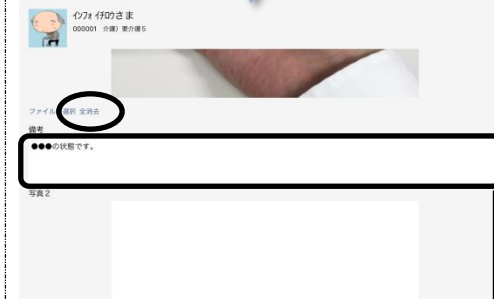 インフォ イチロウさま
000001 介護) 要介護5
ファイル 選択 全消去
備考
●●●の状態です。
写真2